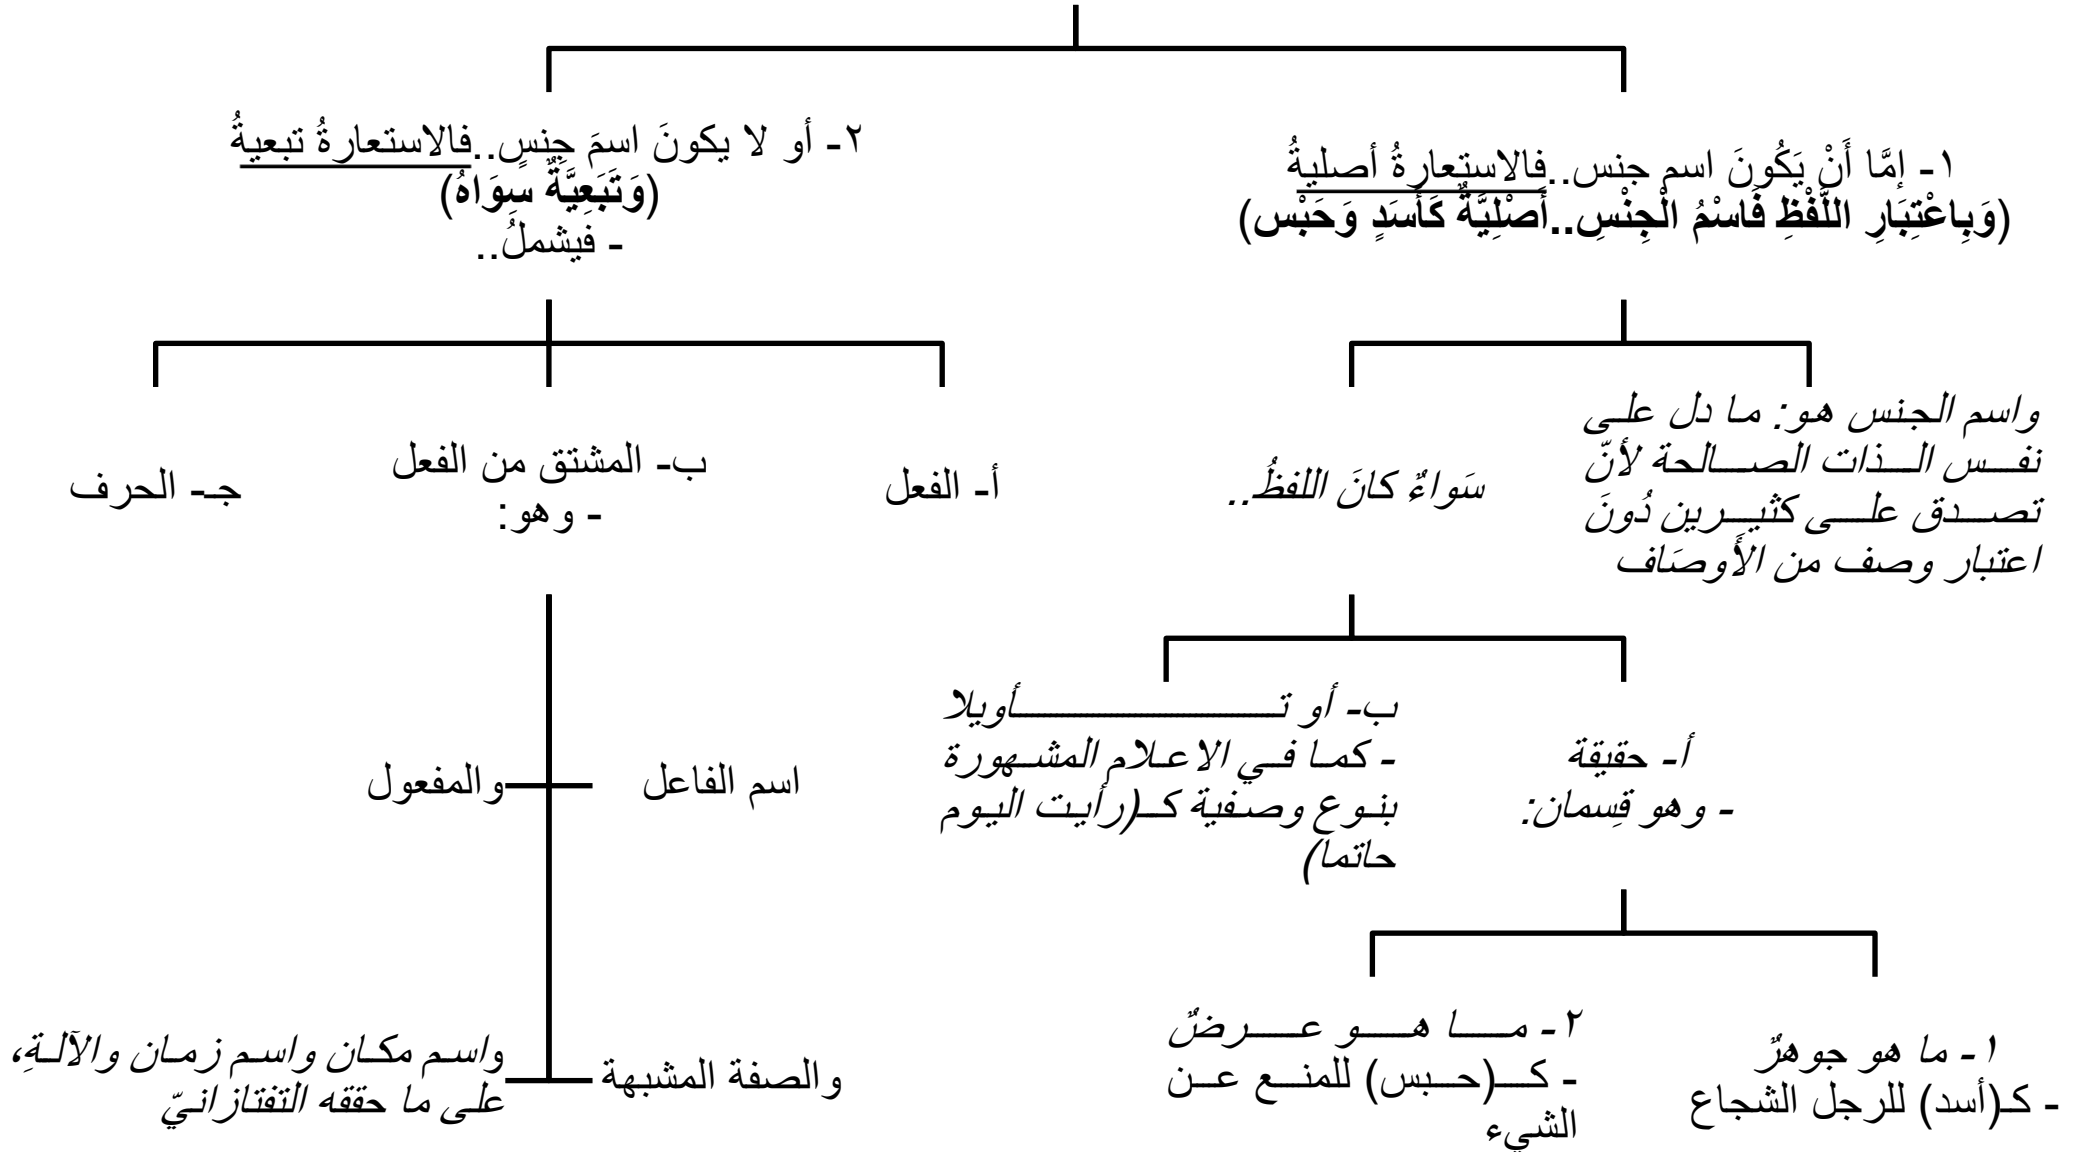 ١- إمَّا أَنْ يَكُونَ اسم جنس..فالاستعارةُ أصليةُ
(وَبِاعْتِبَارِ اللَّفْظِ فَاسْمُ الْجِنْسِ..أَصْلِيَّةٌ كَأَسَدٍ وَحَبْس)
٢- أو لا يكونَ اسمَ جنسٍ..فالاستعارةُ تبعيةُ
(وَتَبَعِيَّةٌ سِوَاهُ)
- فيشملُ..
واسم الجنس هو: ما دل على
نفس الذات الصالحة لأنّ
تصدق على كثيرين دُونَ
اعتبار وصف من الأَوصَاف
سَواءٌ كانَ اللفظُ..
أ- الفعل
ب- المشتق من الفعل
- وهو:
جـ- الحرف
أ- حقيقة
- وهو قِسمان:
ب- أو تأويلا
- كما في الاعلام المشهورة
بنوع وصفية كـ(رأيت اليوم
حاتما)
اسم الفاعل
والمفعول
١- ما هو جوهرٌ
- كـ(أسد) للرجل الشجاع
٢- ما هو عرضٌ
- كـ(حبس) للمنع عن
الشيء
والصفة المشبهة
واسم مكان واسم زمان والآلةِ،
على ما حققه التفتازانيّ